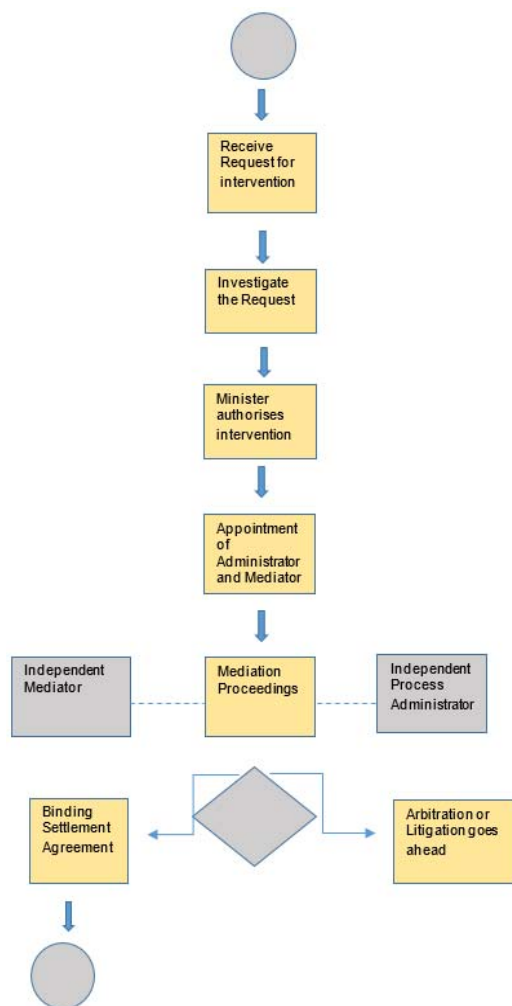 Receive
Request for
intervention
Investigate
the Request
Minister
authorises
intervention
Appointment
of
Administrator
and Mediator
Independent
Mediator
Mediation
Proceedings
Independent
Process
Administrator
Binding
Settlement
Agreement
Arbitration or
Litigation goes
ahead